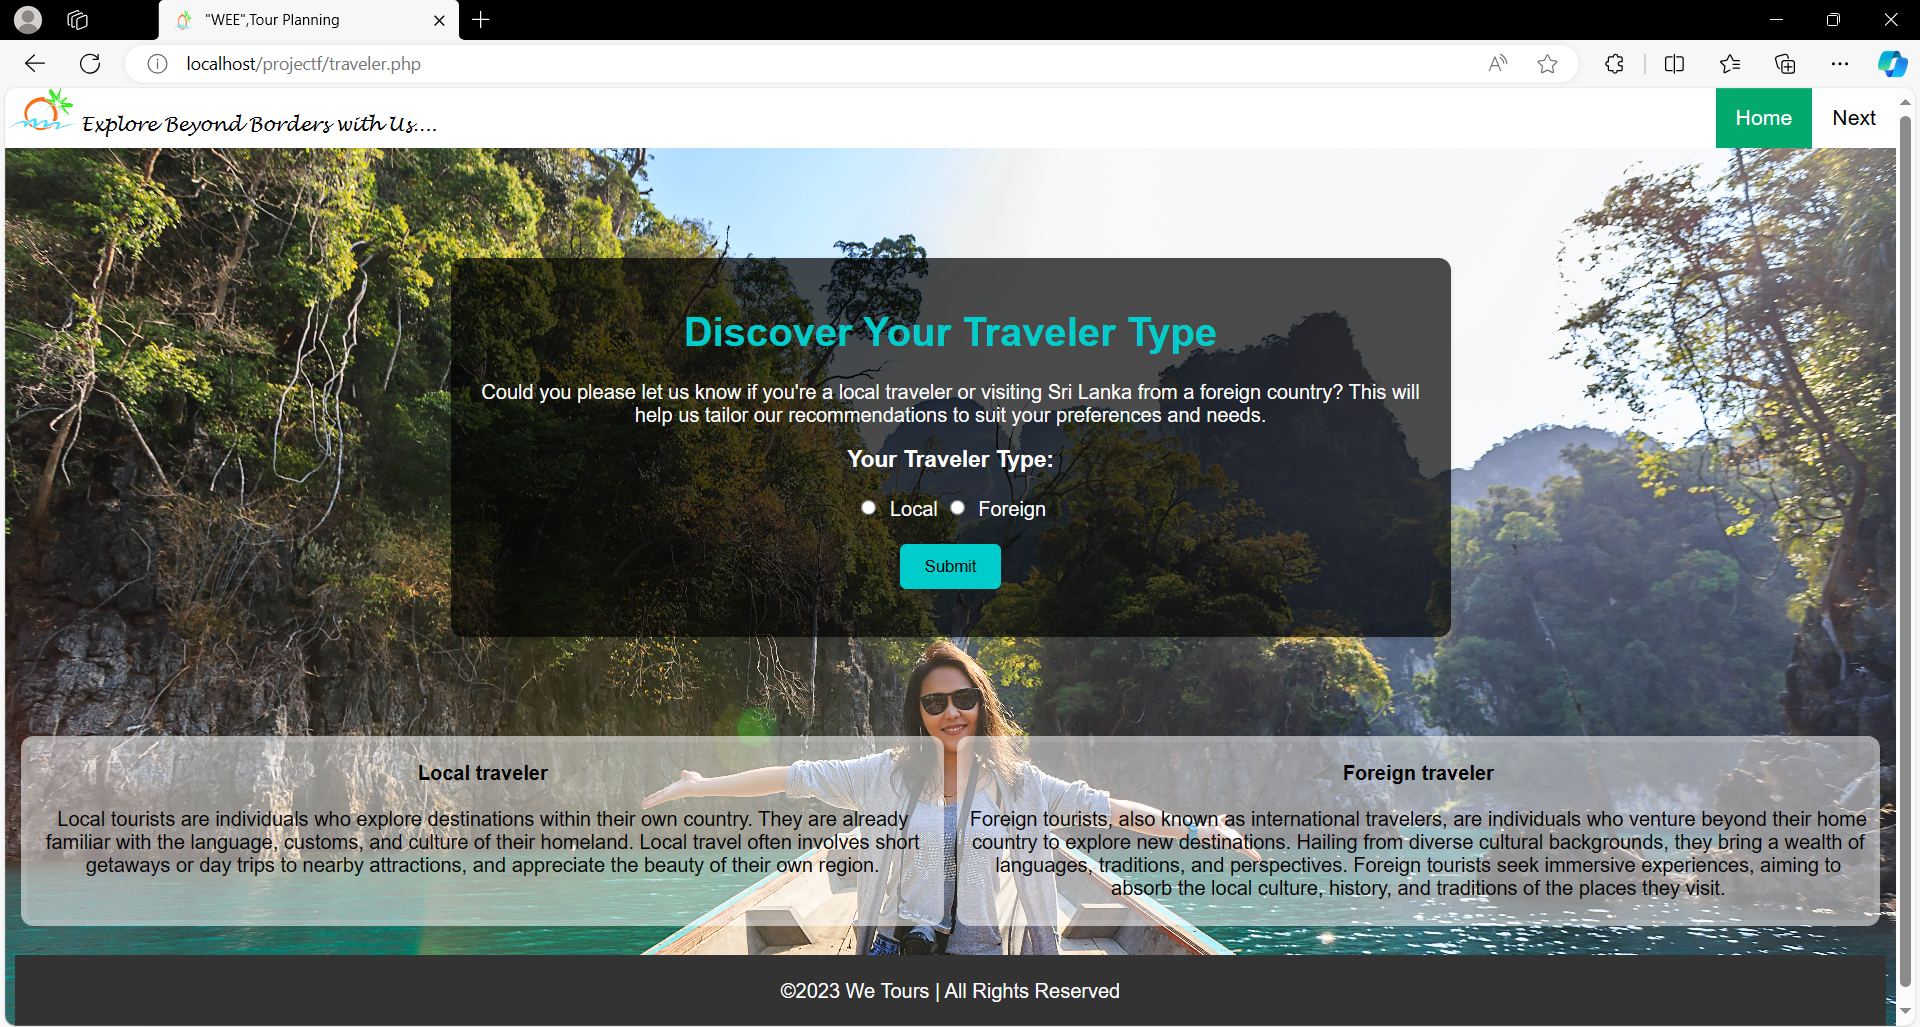 "WEE",Tour Planning
localhost/projectf/traveler.php
Explore Beyond Borders with Us....
Home
Next
Discover Your Traveler Type
Could you please let us know if you're a local traveler or visiting Sri Lanka from a foreign country? This will
help us tailor our recommendations to suit your preferences and needs.
Your Traveler Type:
Local
Foreign
Submit
Local traveler
Local tourists are individuals who explore destinations within their own country. They are already
familiar with the language, customs, and culture of their homeland. Local travel often involves short
getaways or day trips to nearby attractions, and appreciate the beauty of their own region.
Foreign traveler
Foreign tourists, also known as international travelers, are individuals who venture beyond their home
country to explore new destinations. Hailing from diverse cultural backgrounds, they bring a wealth of
languages, traditions, and perspectives. Foreign tourists seek immersive experiences, aiming to
absorb the local culture, history, and traditions of the places they visit.
©2023 We Tours | All Rights Reserved